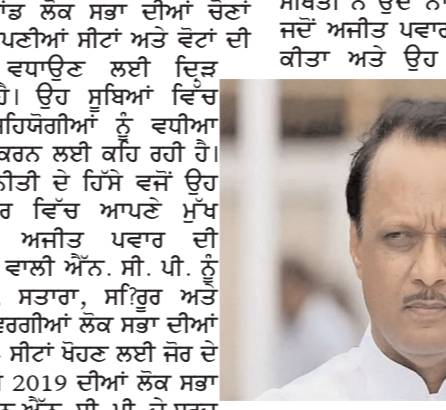 ਲੋਕ ਸਭਾ ਦੀਆਂ ਚੋਣਾਂ
ਪਣੀਆਂ ਸੀਟਾਂ ਅਤੇ ਵੋਟਾਂ ਦੀ
ਵਧਾਉਣ ਲਈ ਦ੍ਰਿੜ
ਹੈ। ਉਹ ਸੂਬਿਆਂ ਵਿੱਚ
ਸਹਿਯੋਗੀਆਂ ਨੂੰ ਵਧੀਆ
ਕਰਨ ਲਈ ਕਹਿ ਰਹੀ ਹੈ।
ਨੀਤੀ ਦੇ ਹਿੱਸੇ ਵਜੋਂ ਉਹ
ਰ ਵਿੱਚ ਆਪਣੇ ਮੁੱਖ
ਅਜੀਤ ਪਵਾਰ ਦੀ
ਵਾਲੀ ਐੱਨ. ਸੀ. ਪੀ. ਨੂੰ
ਸਤਾਰਾ, ਸ?ਿਰੂਰ ਅਤੇ
ਵਰਗੀਆਂ ਲੋਕ ਸਭਾ ਦੀਆਂ
ਸੀਟਾਂ ਖੋਹਣ ਲਈ ਜੋਰ ਦੇ
2019 ਦੀਆਂ ਲੋਕ ਸਭਾ
ਜਦੋਂ ਅਜੀਤ ਪਵਾਰ
ਕੀਤਾ ਅਤੇ ਉਹ